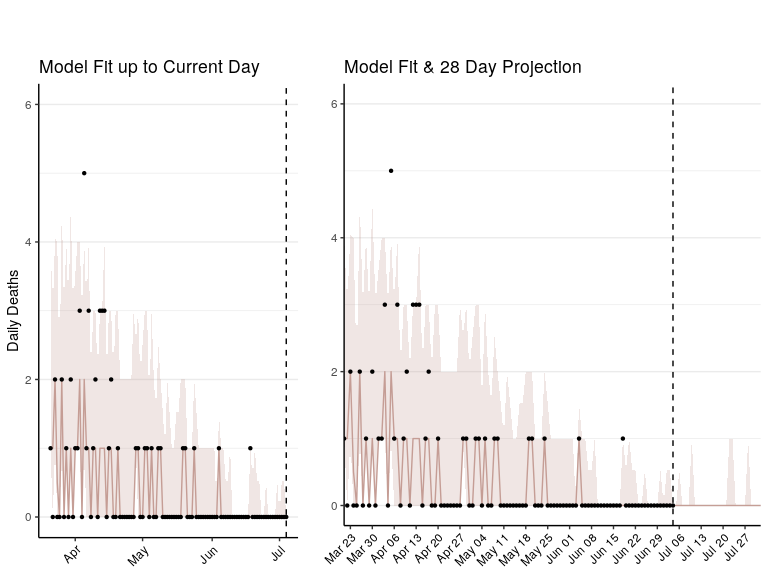 Model Fit up to Current Day
Model Fit & 28 Day Projection
Daily Deaths
6
4
2
0
Apr
May
Jun
Jul
6
4
2
0
Mar 23
Mar 30
Apr 06
Apr 13
Apr 20
Apr 27
May 04
May 11
May 18
May 25
Jun 01
Jun 08
Jun 15
Jun 22
Jun 29
Jul 06
Jul 13
Jul 20
Jul 27